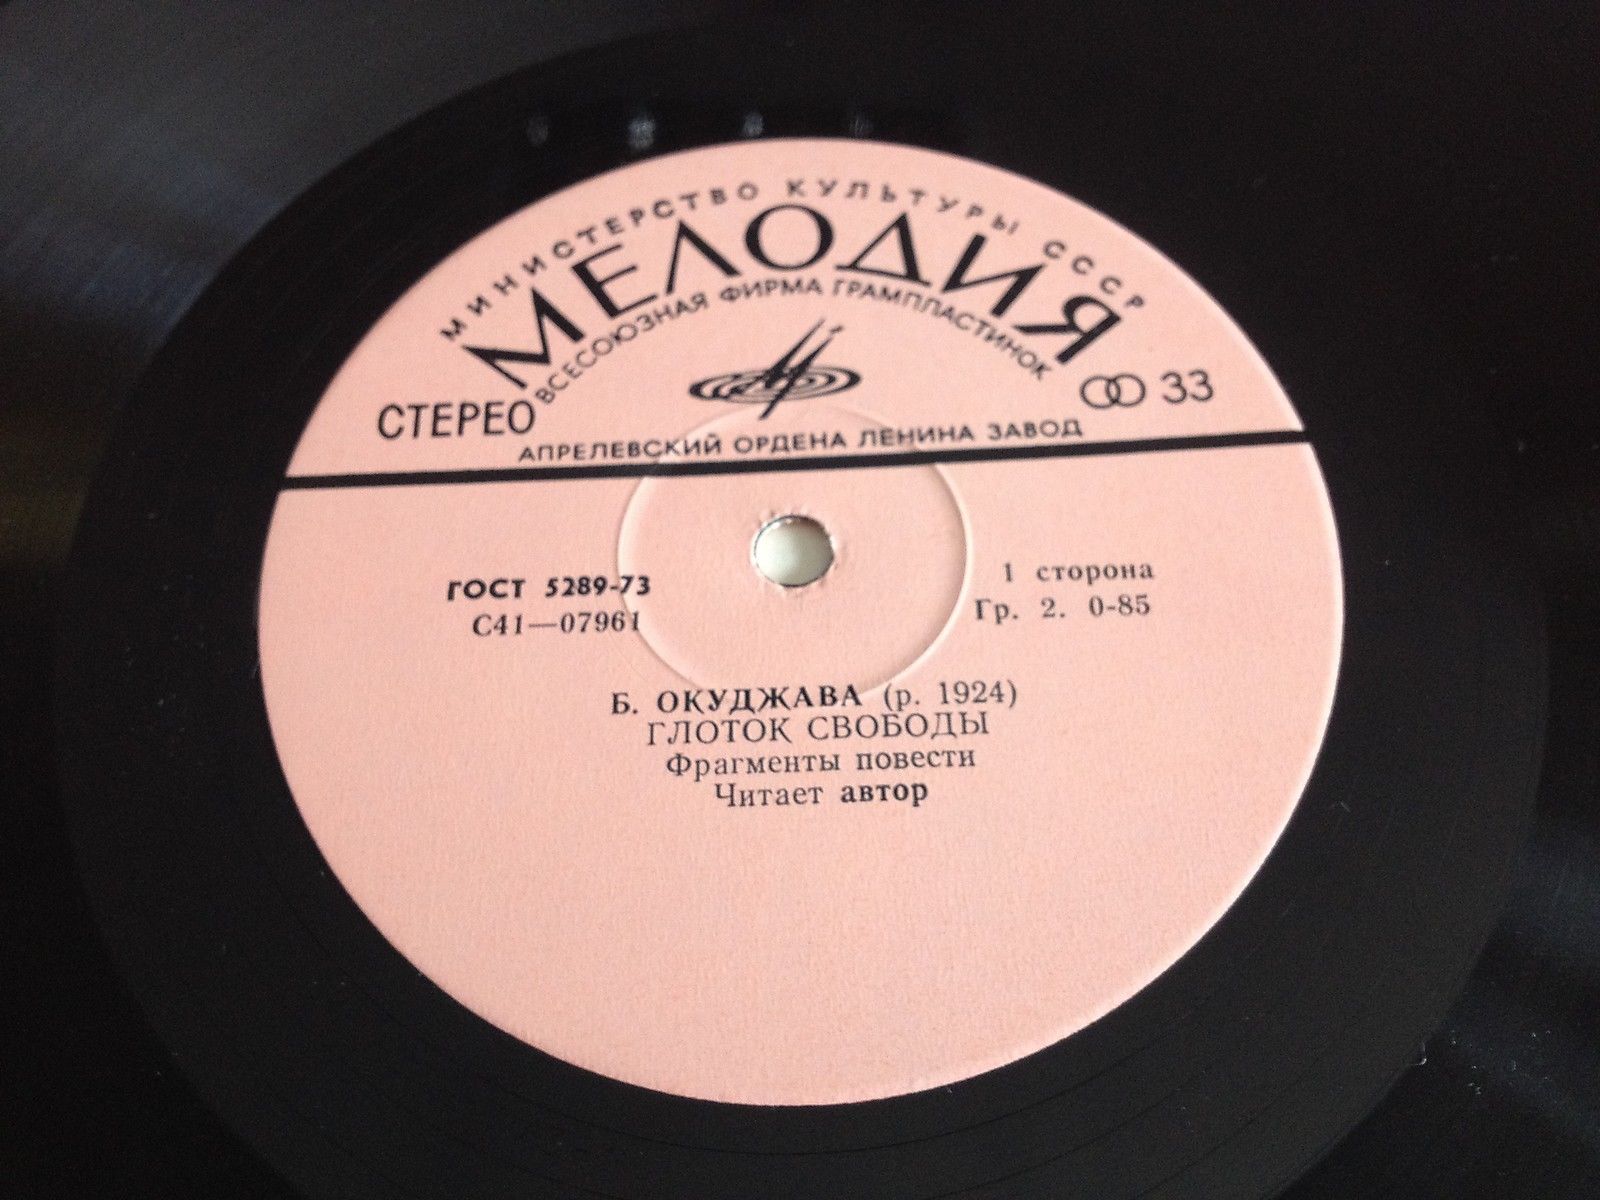 МИНИСТЕРСТВО КУЛЬТУРЫ СССР
МЕЛОДИЯ
ВСЕСОЮЗНАЯ ФИРМА ГРАМПЛАСТИНОК
СТЕРЕО
33
АПРЕЛЕВСКИЙ ОРДЕНА ЛЕНИНА ЗАВОД
ГОСТ 5289-73
С41—07961
1 сторона
Гр. 2. 0-85
Б. ОКУДЖАВА (р. 1924)
ГЛОТОК СВОБОДЫ
Фрагменты повести
Читает автор